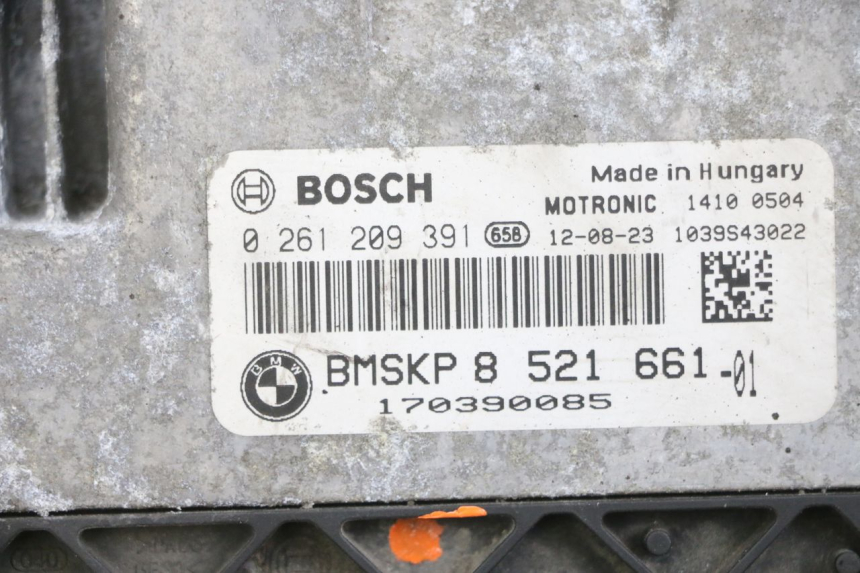 BOSCH
Made in Hungary
MOTRONIC 1410 0504
0 261 209 391 658 12-08-23 1039S43022
BMW
BMSKP 8 521 661-01
170390085